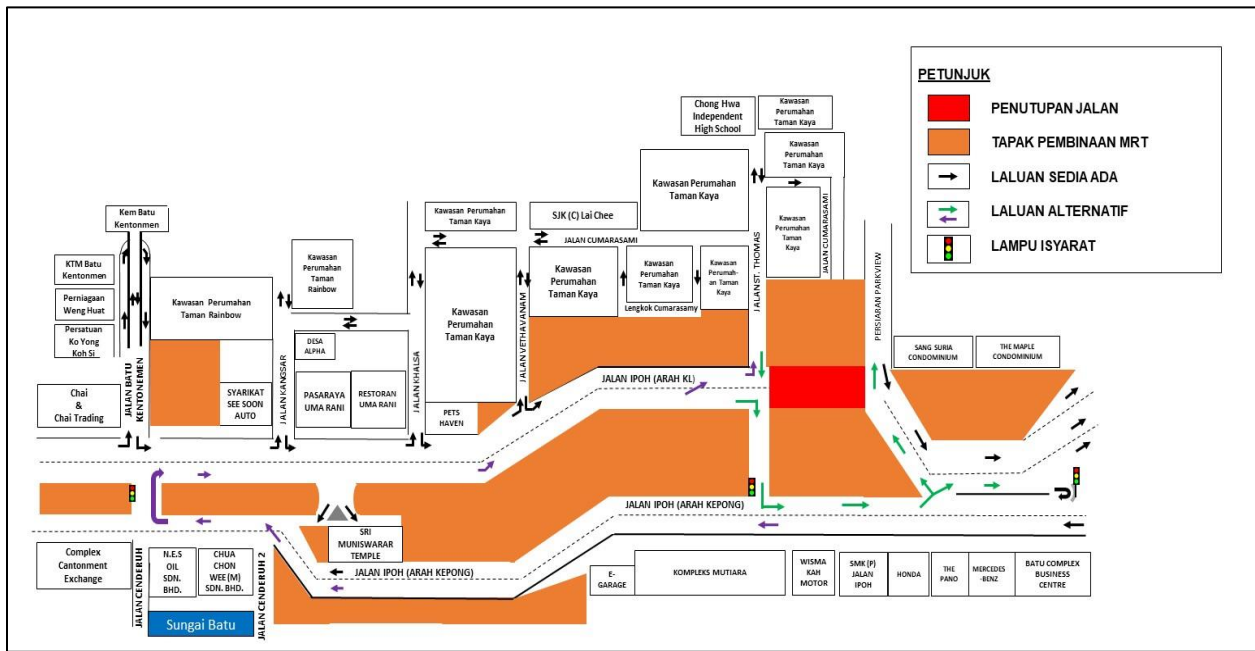 PETUNJUK
PENUTUPAN JALAN
TAPAK PEMBINAAN MRT
LALUAN SEDIA ADA
LALUAN ALTERNATIF
LAMPU ISYARAT
Chong Hwa
Independent
High School
Kawasan
Perumahan
Taman Kaya
Kawasan
Perumahan
Taman Kaya
Kawasan Perumahan
Taman Kaya
Kawasan
Perumahan
Taman
Kaya
JALAN CUMARASAMI
Kem Batu
Kentonmen
Kawasan Perumahan
Taman Kaya
SJK (C) Lai Chee
JALAN CUMARASAMI
KTM Batu
Kentonmen
Perniagaan
Weng Huat
Persatuan
Ko Yong
Koh Si
Kawasan Perumahan
Taman Rainbow
Kawasan
Perumahan
Taman
Rainbow
Kawasan
Perumahan
Taman Kaya
Kawasan
Perumahan
Taman Kaya
Kawasan
Perumahan
Taman Kaya
Kawasan
Perumah-
an Taman
Kaya
Lengkok Cumarasamy
JALAN ST. THOMAS
PERSIARAN PARKVIEW
SANG SURIA
CONDOMINIUM
THE MAPLE
CONDOMINIUM
Chai
&
Chai Trading
JALAN BATU
KENTONEMEN
SYARIKAT
SEE SOON
AUTO
JALAN KANGSAR
DESA
ALPHA
PASARAYA
UMA RANI
RESTORAN
UMA RANI
JALAN KHALSA
PETS
HAVEN
JALAN VETHAVANAM
JALAN IPOH (ARAH KL)
JALAN IPOH (ARAH KEPONG)
SRI
MUNISWARAR
TEMPLE
JALAN IPOH (ARAH KEPONG)
Complex
Cantonment
Exchange
JALAN CENDERUH
N.E.S
OIL
SDN.
BHD.
CHUA
CHON
WEE (M)
SDN. BHD.
JALAN CENDERUH 2
Sungai Batu
E-
GARAGE
KOMPLEKS MUTIARA
WISMA
KAH
MOTOR
SMK (P)
JALAN
IPOH
HONDA
THE
PANO
MERCEDES
-BENZ
BATU COMPLEX
BUSINESS
CENTRE